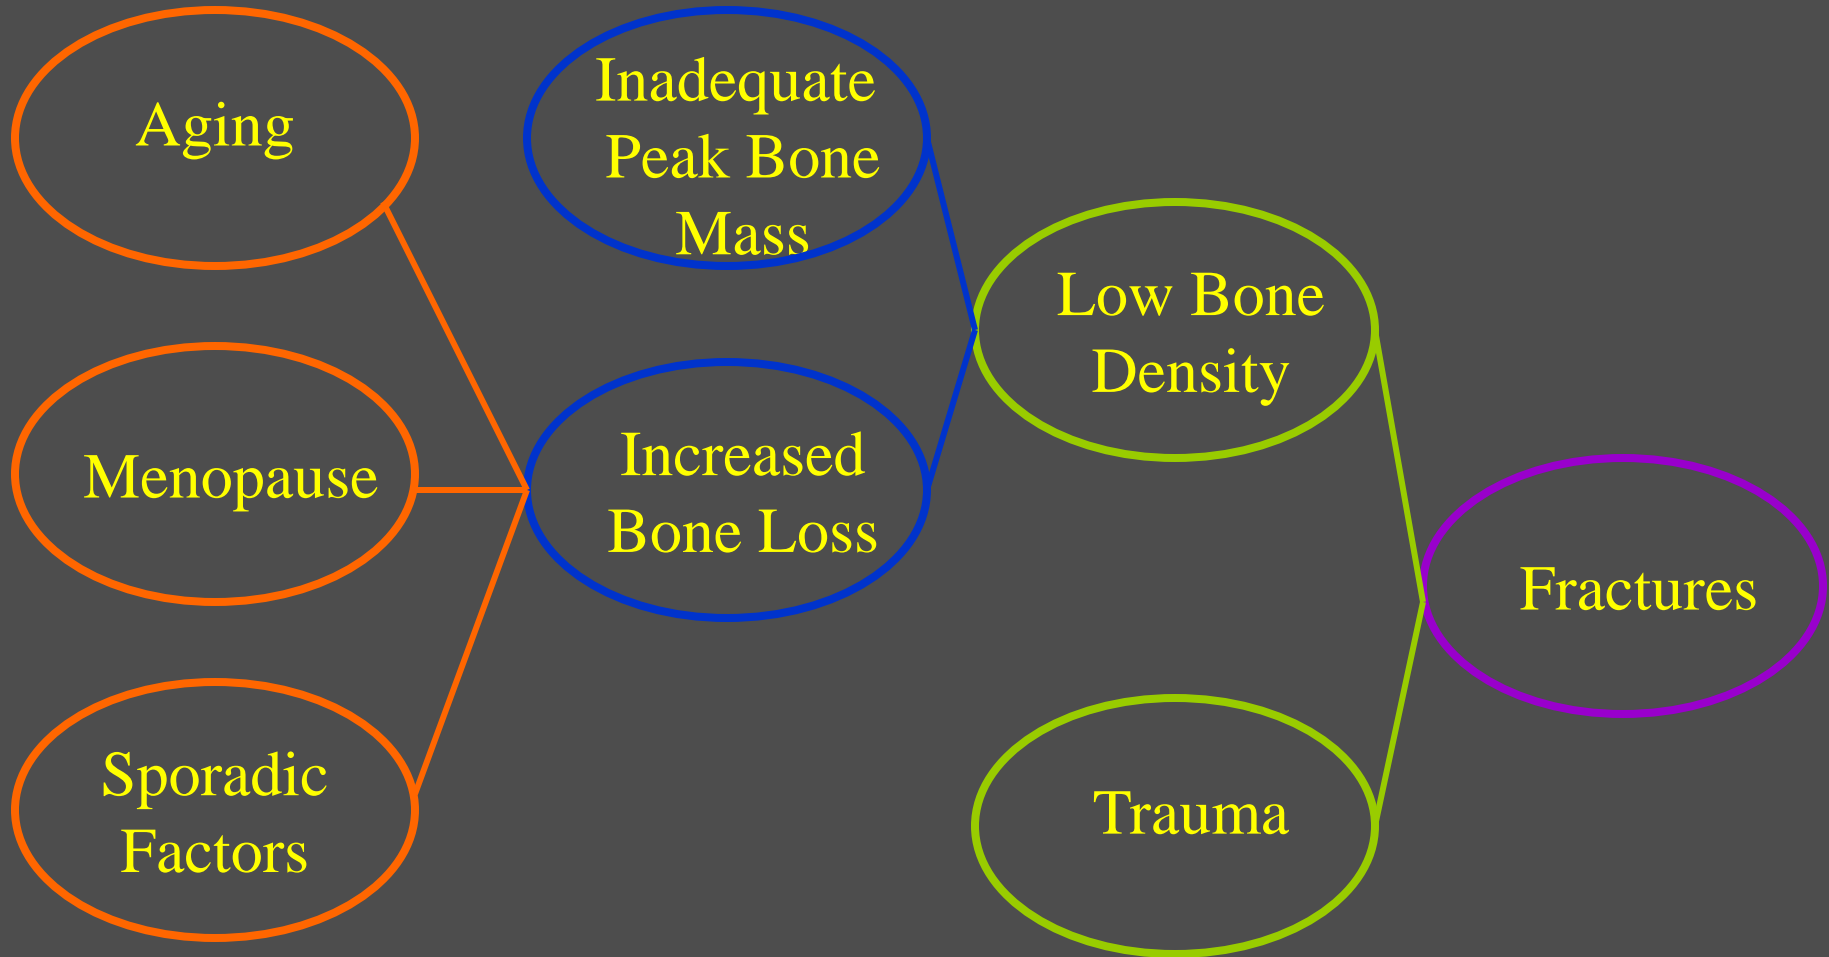 Aging
Menopause
Sporadic
Factors
Inadequate
Peak Bone
Mass
Increased
Bone Loss
Low Bone
Density
Trauma
Fractures